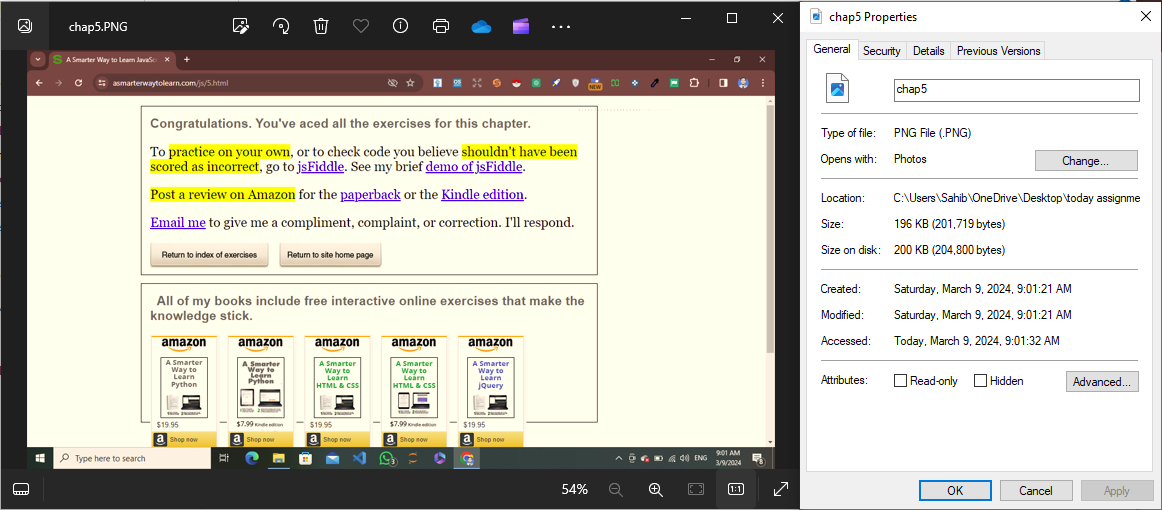 chap5.PNG
A Smarter Way to Learn JavaSc
asmarterwaytolearn.com/js/5.html
NEW
Congratulations. You've aced all the exercises for this chapter.
To practice on your own, or to check code you believe shouldn't have been
scored as incorrect, go to jsFiddle. See my brief demo of jsFiddle.
Post a review on Amazon for the paperback or the Kindle edition.
Email me to give me a compliment, complaint, or correction. I'll respond.
Return to index of exercises
Return to site home page
All of my books include free interactive online exercises that make the
knowledge stick.
amazon
A Smarter
Way to
Learn
Python
$19.95
Shop now
amazon
A Smarter
Way to
Learn Python
$7.99 Kindle edition
Shop now
amazon
A Smarter
Way to
Learn
HTML & CSS
$19.95
Shop now
amazon
A Smarter
Way to
Learn
HTML & CSS
$7.99 Kindle edition
Shop now
amazon
A Smarter
Way to
Learn
jQuery
$19.95
Shop now
Type here to search
ENG
9:01 AM
3/9/2024
54%
1:1
chap5 Properties
General Security Details Previous Versions
chap5
Type of file: PNG File (.PNG)
Opens with: Photos Change...
Location: C:\Users\Sahib\OneDrive\Desktop\today assignme
Size: 196 KB (201,719 bytes)
Size on disk: 200 KB (204,800 bytes)
Created: Saturday, March 9, 2024, 9:01:21 AM
Modified: Saturday, March 9, 2024, 9:01:21 AM
Accessed: Today, March 9, 2024, 9:01:32 AM
Attributes: Read-only Hidden Advanced...
OK Cancel Apply